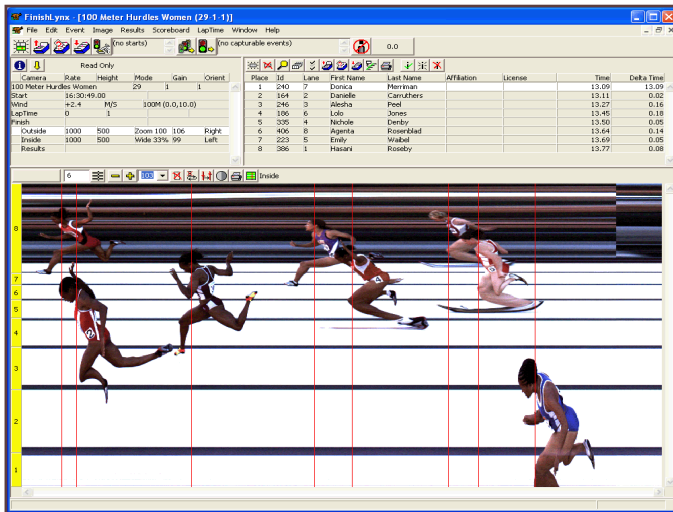 FinishLynx - [100 Meter Hurdles Women (29-1-1)]
File Edit Event Image Results Scoreboard LapTime Window Help
(no starts) (no capturable events) 0.0
Read Only
Camera Rate Height Mode Gain Orient
100 Meter Hurdles Women 29 1 1
Start 16:30:49.00
Wind +2.4 M/S 100M (0.0,10.0)
LapTime 0 1
Finish
Outside 1000 500 Zoom 100 106 Right
Inside 1000 500 Wide 33% 99 Left
Results
Place Id Lane First Name Last Name Affiliation License Time Delta Time
1 240 7 Donica Merriman 13.09 13.09
2 164 2 Danielle Carruthers 13.11 0.02
3 246 3 Alesha Peel 13.27 0.16
4 186 6 Lolo Jones 13.45 0.18
5 335 4 Nichole Denby 13.50 0.05
6 406 8 Agenta Rosenblad 13.64 0.14
7 223 5 Emily Waibel 13.69 0.05
8 386 1 Hasani Roseby 13.77 0.08
6 103 Inside
8
7
6
5
4
3
2
1